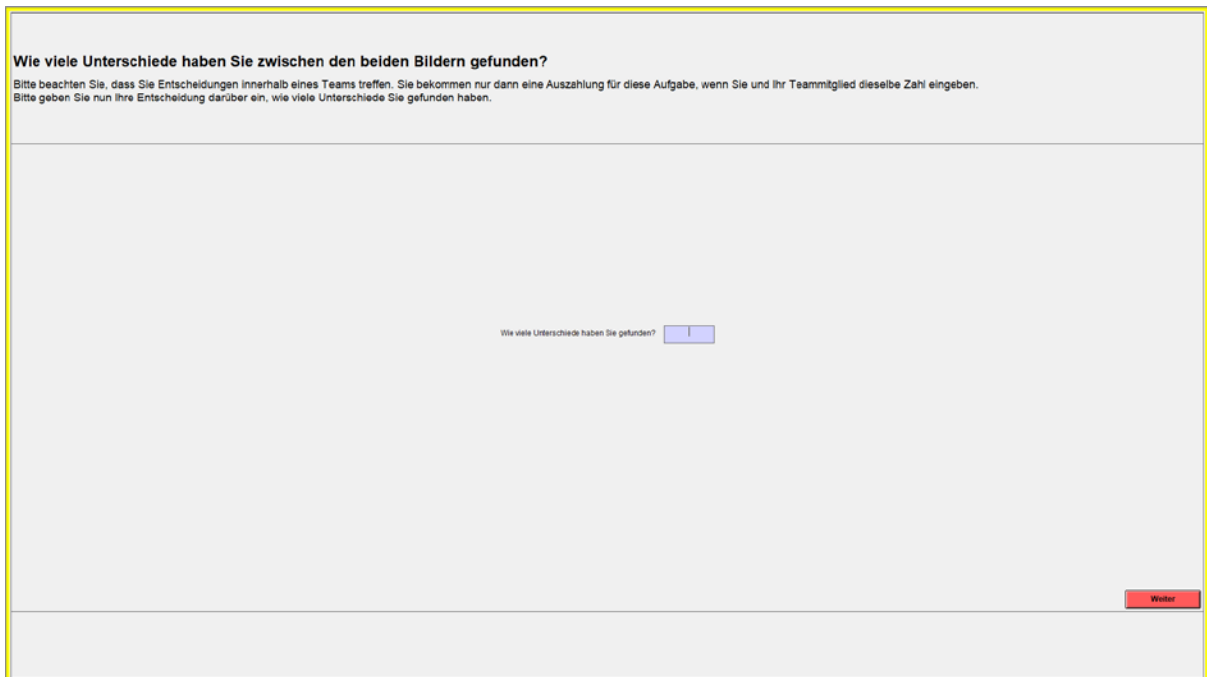 Wie viele Unterschiede haben Sie zwischen den beiden Bildern gefunden?
Bitte beachten Sie, dass Sie Entscheidungen innerhalb eines Teams treffen. Sie bekommen nur dann eine Auszahlung für diese Aufgabe, wenn Sie und Ihr Teammitglied dieselbe Zahl eingeben.
Bitte geben Sie nun Ihre Entscheidung darüber ein, wie viele Unterschiede Sie gefunden haben.
Wie viele Unterschiede haben Sie gefunden?
Weiter